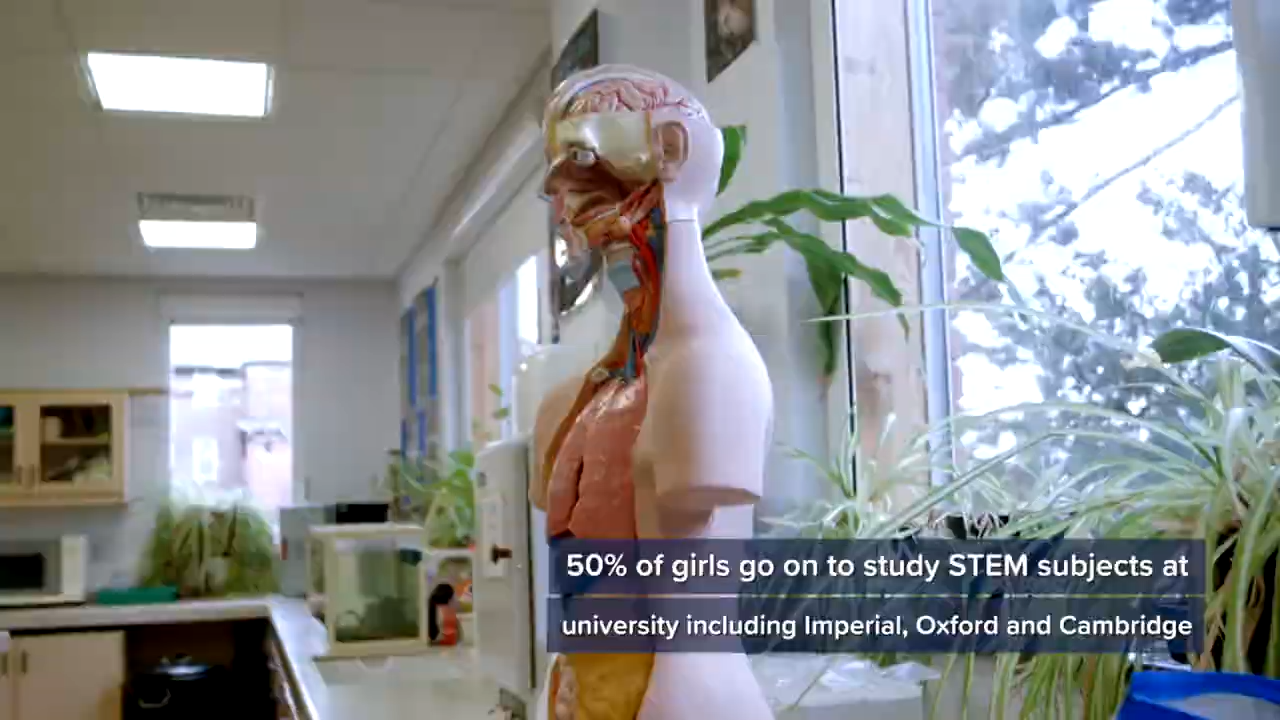 50% of girls go on to study STEM subjects at
university including Imperial, Oxford and Cambridge